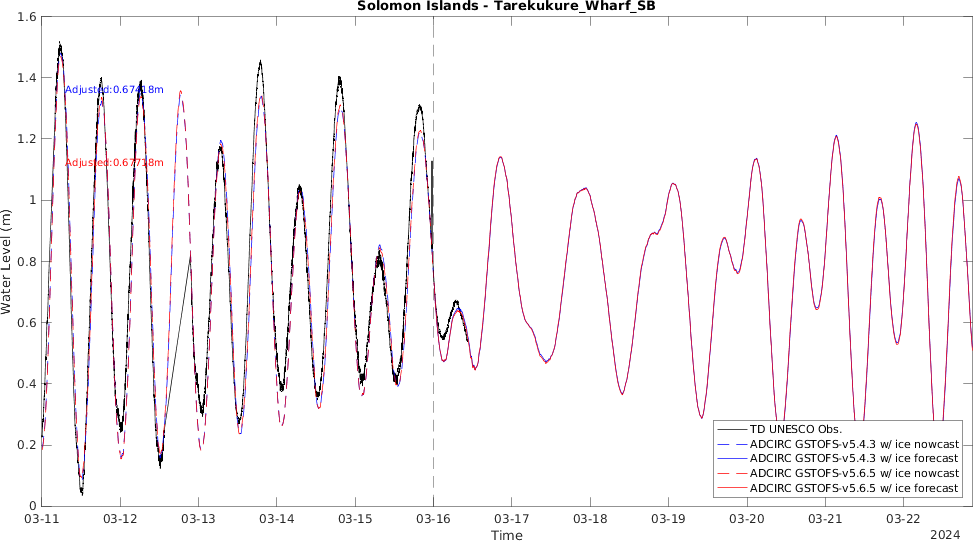 Solomon Islands - Tarekukure_Wharf_SB
1.6
1.4
1.2
1
0.8
0.6
0.4
0.2
0
Water Level (m)
Adjusted:0.67418m
Adjusted:0.67718m
TD UNESCO Obs.
ADCIRC GSTOFS-v5.4.3 w/ ice nowcast
ADCIRC GSTOFS-v5.4.3 w/ ice forecast
ADCIRC GSTOFS-v5.6.5 w/ ice nowcast
ADCIRC GSTOFS-v5.6.5 w/ ice forecast
03-11 03-12 03-13 03-14 03-15 03-16 03-17 03-18 03-19 03-20 03-21 03-22
Time
2024